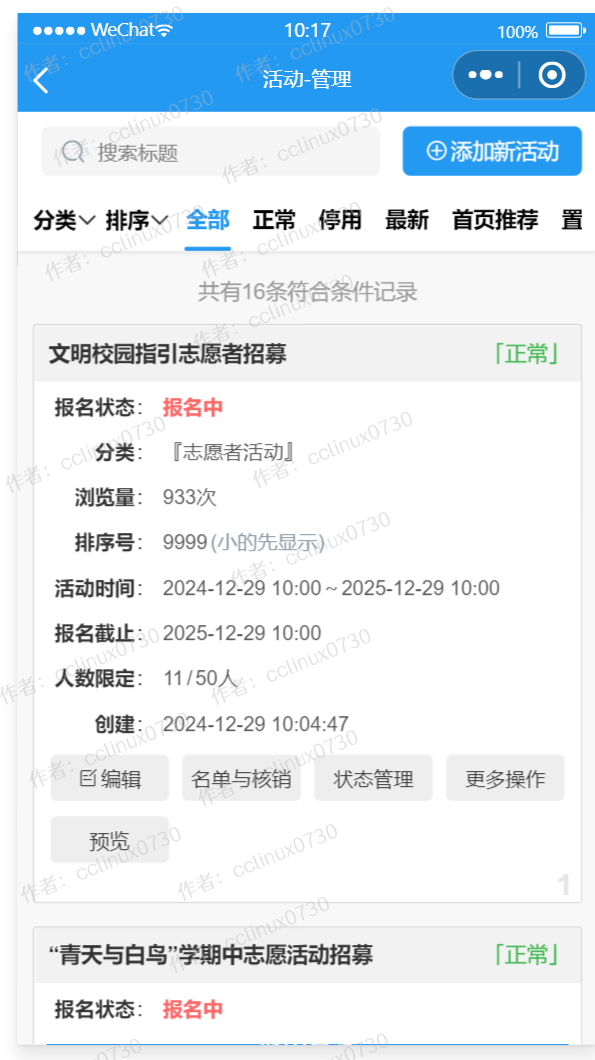 WeChat 10:17 100%
活动-管理
搜索标题 添加新活动
分类 排序 全部 正常 停用 最新 首页推荐 置
共有16条符合条件记录
文明校园指引志愿者招募 「正常」
报名状态： 报名中
分类： 『志愿者活动』
浏览量： 933次
排序号： 9999 (小的先显示)
活动时间： 2024-12-29 10:00 ~ 2025-12-29 10:00
报名截止： 2025-12-29 10:00
人数限定： 11/50人
创建： 2024-12-29 10:04:47
编辑 名单与核销 状态管理 更多操作
预览
1
“青天与白鸟”学期中志愿活动招募 「正常」
报名状态： 报名中
作者：cclinux0730